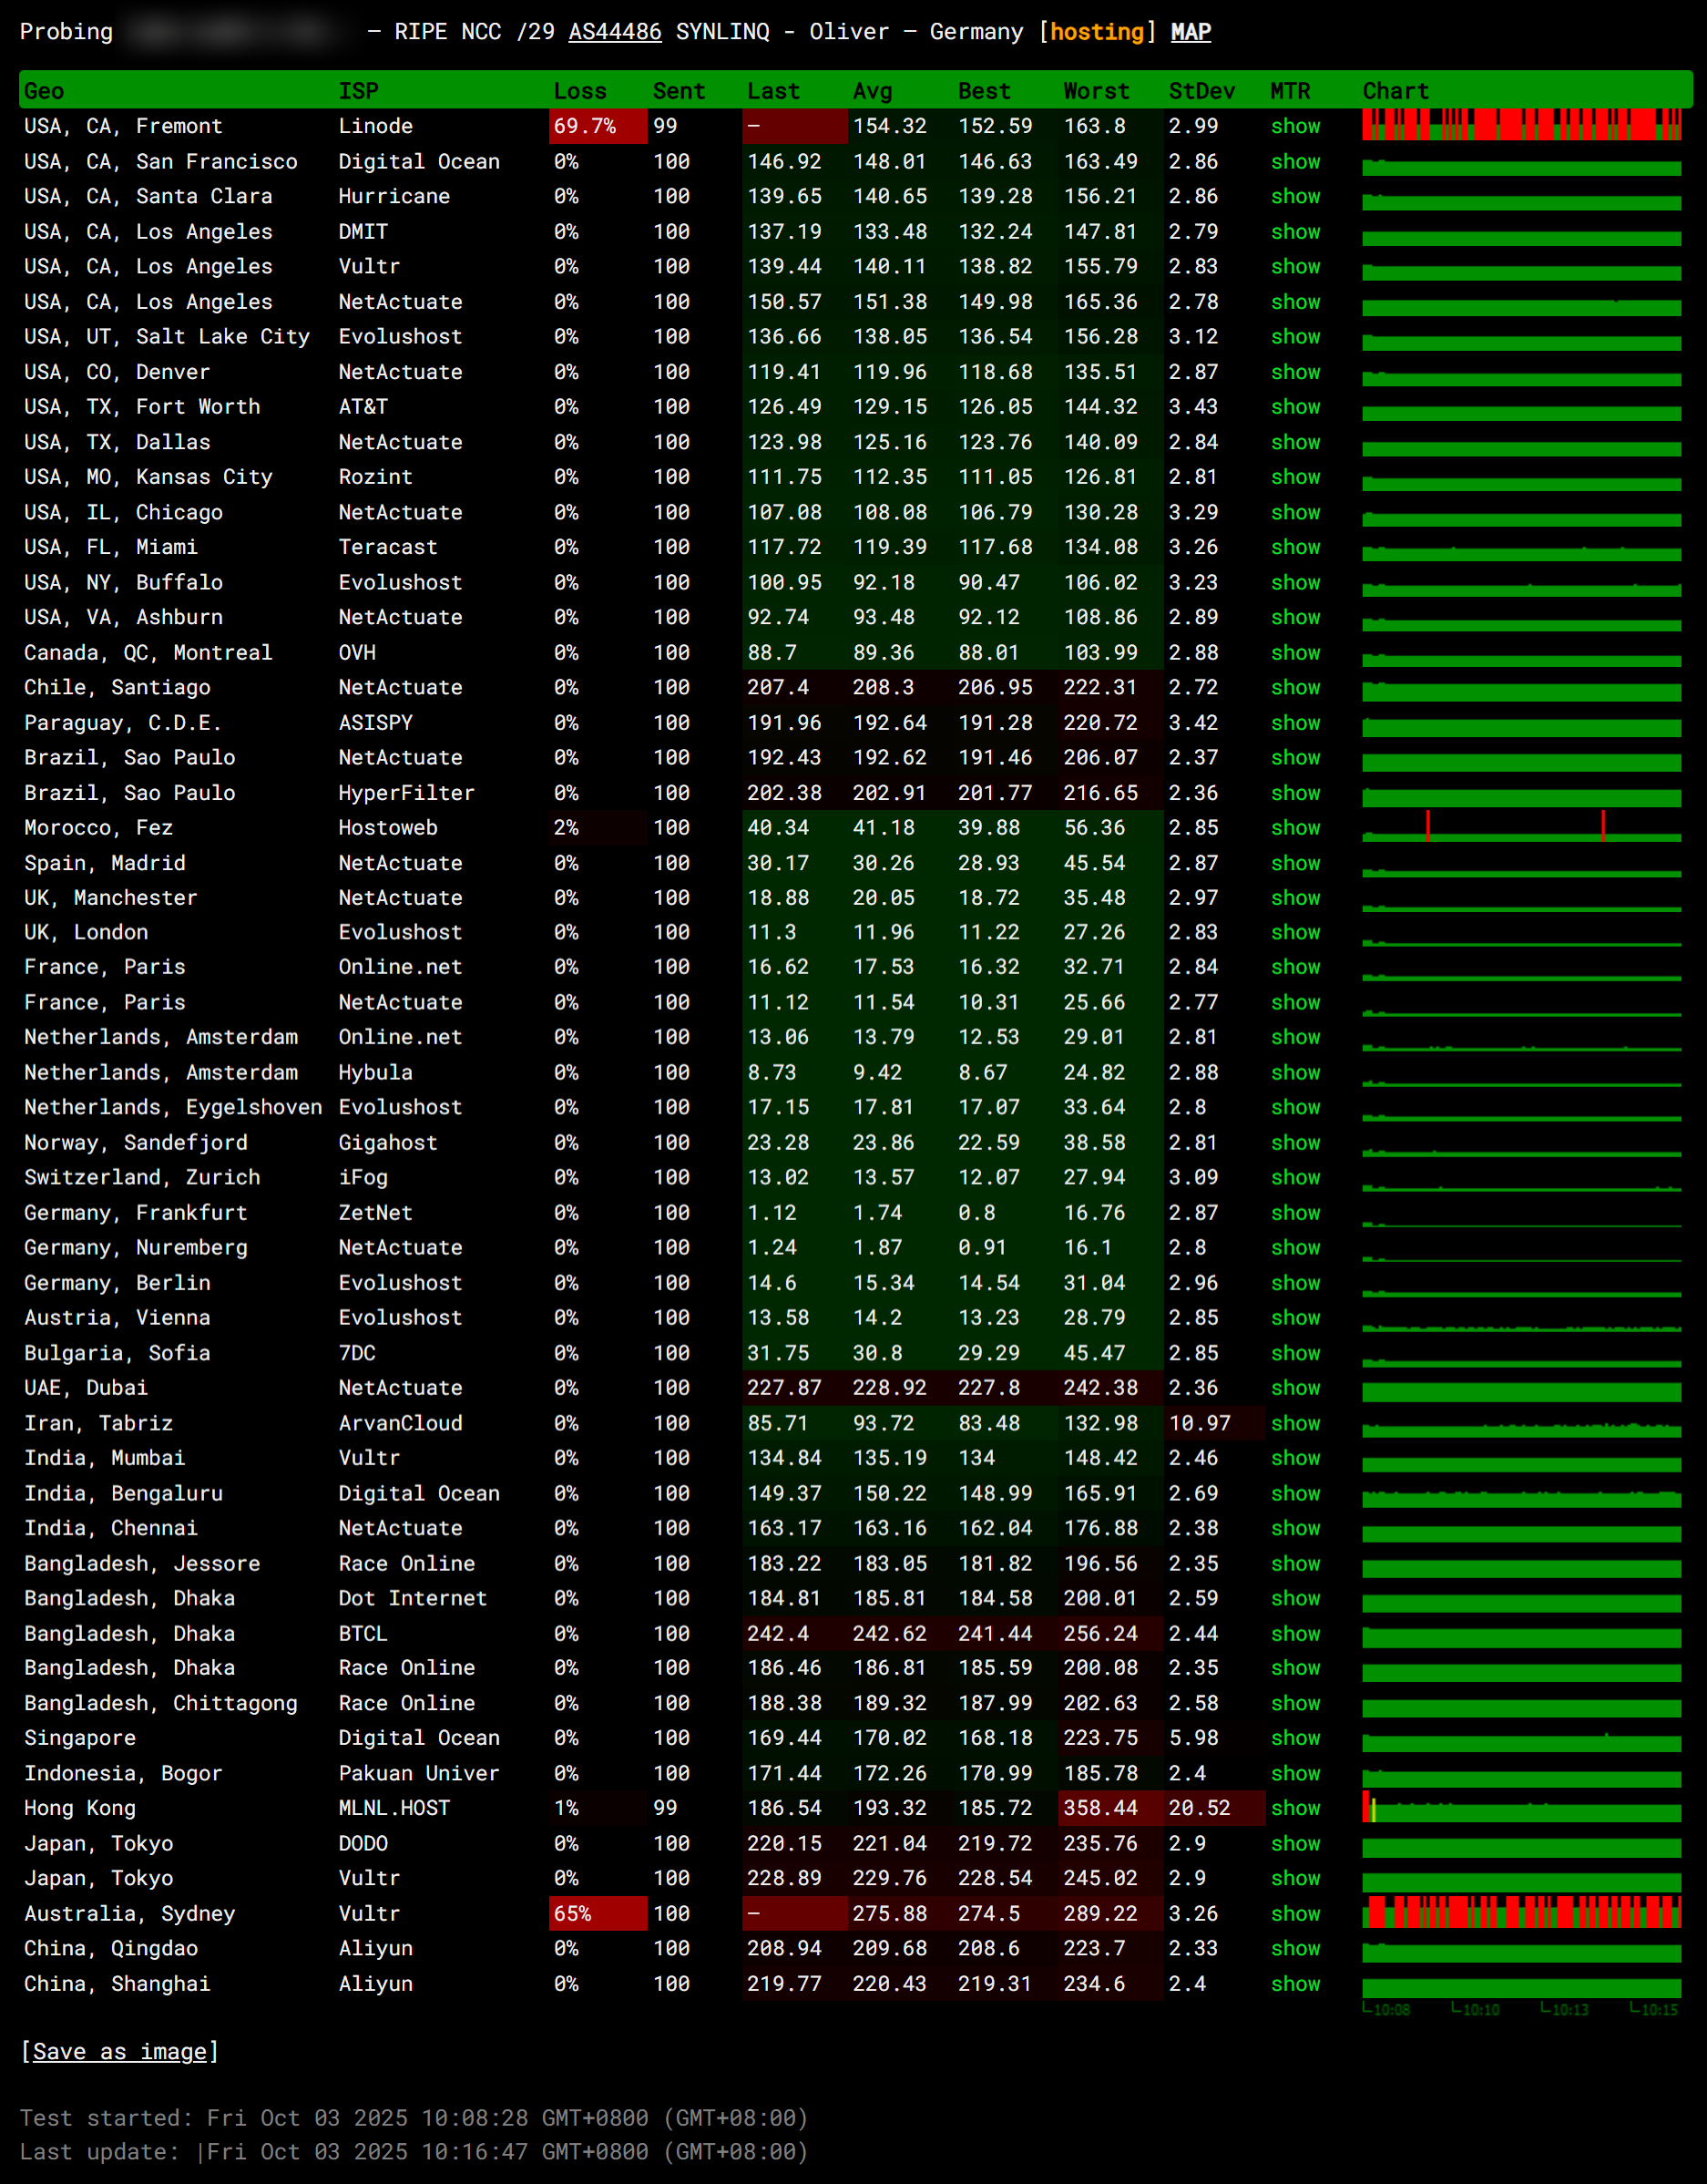 Probing — RIPE NCC /29 AS44486 SYNLINQ - Oliver — Germany [hosting] MAP
Geo ISP Loss Sent Last Avg Best Worst StDev MTR Chart
USA, CA, Fremont Linode 69.7% 99 — 154.32 152.59 163.8 2.99 show
USA, CA, San Francisco Digital Ocean 0% 100 146.92 148.01 146.63 163.49 2.86 show
USA, CA, Santa Clara Hurricane 0% 100 139.65 140.65 139.28 156.21 2.86 show
USA, CA, Los Angeles DMIT 0% 100 137.19 133.48 132.24 147.81 2.79 show
USA, CA, Los Angeles Vultr 0% 100 139.44 140.11 138.82 155.79 2.83 show
USA, CA, Los Angeles NetActuate 0% 100 150.57 151.38 149.98 165.36 2.78 show
USA, UT, Salt Lake City Evolushost 0% 100 136.66 138.05 136.54 156.28 3.12 show
USA, CO, Denver NetActuate 0% 100 119.41 119.96 118.68 135.51 2.87 show
USA, TX, Fort Worth AT&T 0% 100 126.49 129.15 126.05 144.32 3.43 show
USA, TX, Dallas NetActuate 0% 100 123.98 125.16 123.76 140.09 2.84 show
USA, MO, Kansas City Rozint 0% 100 111.75 112.35 111.05 126.81 2.81 show
USA, IL, Chicago NetActuate 0% 100 107.08 108.08 106.79 130.28 3.29 show
USA, FL, Miami Teracast 0% 100 117.72 119.39 117.68 134.08 3.26 show
USA, NY, Buffalo Evolushost 0% 100 100.95 92.18 90.47 106.02 3.23 show
USA, VA, Ashburn NetActuate 0% 100 92.74 93.48 92.12 108.86 2.89 show
Canada, QC, Montreal OVH 0% 100 88.7 89.36 88.01 103.99 2.88 show
Chile, Santiago NetActuate 0% 100 207.4 208.3 206.95 222.31 2.72 show
Paraguay, C.D.E. ASISPY 0% 100 191.96 192.64 191.28 220.72 3.42 show
Brazil, Sao Paulo NetActuate 0% 100 192.43 192.62 191.46 206.07 2.37 show
Brazil, Sao Paulo HyperFilter 0% 100 202.38 202.91 201.77 216.65 2.36 show
Morocco, Fez Hostoweb 2% 100 40.34 41.18 39.88 56.36 2.85 show
Spain, Madrid NetActuate 0% 100 30.17 30.26 28.93 45.54 2.87 show
UK, Manchester NetActuate 0% 100 18.88 20.05 18.72 35.48 2.97 show
UK, London Evolushost 0% 100 11.3 11.96 11.22 27.26 2.83 show
France, Paris Online.net 0% 100 16.62 17.53 16.32 32.71 2.84 show
France, Paris NetActuate 0% 100 11.12 11.54 10.31 25.66 2.77 show
Netherlands, Amsterdam Online.net 0% 100 13.06 13.79 12.53 29.01 2.81 show
Netherlands, Amsterdam Hybula 0% 100 8.73 9.42 8.67 24.82 2.88 show
Netherlands, Eygelshoven Evolushost 0% 100 17.15 17.81 17.07 33.64 2.8 show
Norway, Sandefjord Gigahost 0% 100 23.28 23.86 22.59 38.58 2.81 show
Switzerland, Zurich iFog 0% 100 13.02 13.57 12.07 27.94 3.09 show
Germany, Frankfurt ZetNet 0% 100 1.12 1.74 0.8 16.76 2.87 show
Germany, Nuremberg NetActuate 0% 100 1.24 1.87 0.91 16.1 2.8 show
Germany, Berlin Evolushost 0% 100 14.6 15.34 14.54 31.04 2.96 show
Austria, Vienna Evolushost 0% 100 13.58 14.2 13.23 28.79 2.85 show
Bulgaria, Sofia 7DC 0% 100 31.75 30.8 29.29 45.47 2.85 show
UAE, Dubai NetActuate 0% 100 227.87 228.92 227.8 242.38 2.36 show
Iran, Tabriz ArvanCloud 0% 100 85.71 93.72 83.48 132.98 10.97 show
India, Mumbai Vultr 0% 100 134.84 135.19 134 148.42 2.46 show
India, Bengaluru Digital Ocean 0% 100 149.37 150.22 148.99 165.91 2.69 show
India, Chennai NetActuate 0% 100 163.17 163.16 162.04 176.88 2.38 show
Bangladesh, Jessore Race Online 0% 100 183.22 183.05 181.82 196.56 2.35 show
Bangladesh, Dhaka Dot Internet 0% 100 184.81 185.81 184.58 200.01 2.59 show
Bangladesh, Dhaka BTCL 0% 100 242.4 242.62 241.44 256.24 2.44 show
Bangladesh, Dhaka Race Online 0% 100 186.46 186.81 185.59 200.08 2.35 show
Bangladesh, Chittagong Race Online 0% 100 188.38 189.32 187.99 202.63 2.58 show
Singapore Digital Ocean 0% 100 169.44 170.02 168.18 223.75 5.98 show
Indonesia, Bogor Pakuan Univer 0% 100 171.44 172.26 170.99 185.78 2.4 show
Hong Kong MLNL.HOST 1% 99 186.54 193.32 185.72 358.44 20.52 show
Japan, Tokyo DODO 0% 100 220.15 221.04 219.72 235.76 2.9 show
Japan, Tokyo Vultr 0% 100 228.89 229.76 228.54 245.02 2.9 show
Australia, Sydney Vultr 65% 100 — 275.88 274.5 289.22 3.26 show
China, Qingdao Aliyun 0% 100 208.94 209.68 208.6 223.7 2.33 show
China, Shanghai Aliyun 0% 100 219.77 220.43 219.31 234.6 2.4 show
10:08 10:10 10:13 10:15
[Save as image]
Test started: Fri Oct 03 2025 10:08:28 GMT+0800 (GMT+08:00)
Last update: |Fri Oct 03 2025 10:16:47 GMT+0800 (GMT+08:00)